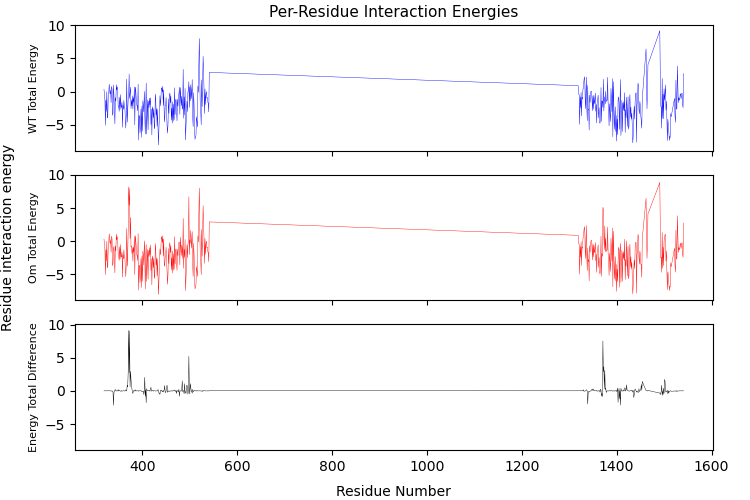 Per-Residue Interaction Energies
10
5
0
−5
WT Total Energy
10
5
0
−5
Om Total Energy
Residue interaction energy
10
5
0
−5
Energy Total Difference
400 600 800 1000 1200 1400 1600
Residue Number